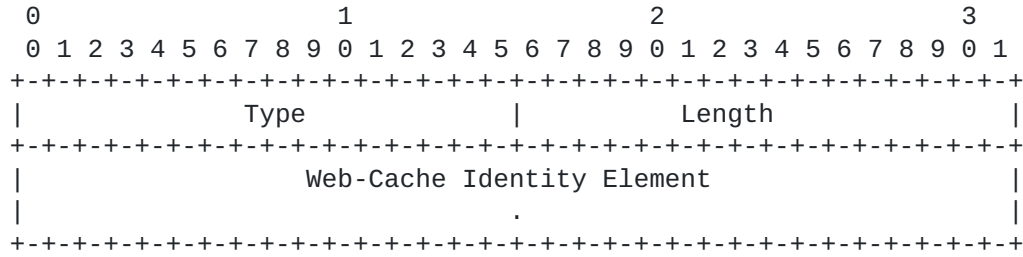 0                   1                   2                   3
 0 1 2 3 4 5 6 7 8 9 0 1 2 3 4 5 6 7 8 9 0 1 2 3 4 5 6 7 8 9 0 1
+-+-+-+-+-+-+-+-+-+-+-+-+-+-+-+-+-+-+-+-+-+-+-+-+-+-+-+-+-+-+-+-+
|              Type             |          Length               |
+-+-+-+-+-+-+-+-+-+-+-+-+-+-+-+-+-+-+-+-+-+-+-+-+-+-+-+-+-+-+-+-+
|                  Web-Cache Identity Element                   |
|                               .                               |
+-+-+-+-+-+-+-+-+-+-+-+-+-+-+-+-+-+-+-+-+-+-+-+-+-+-+-+-+-+-+-+-+